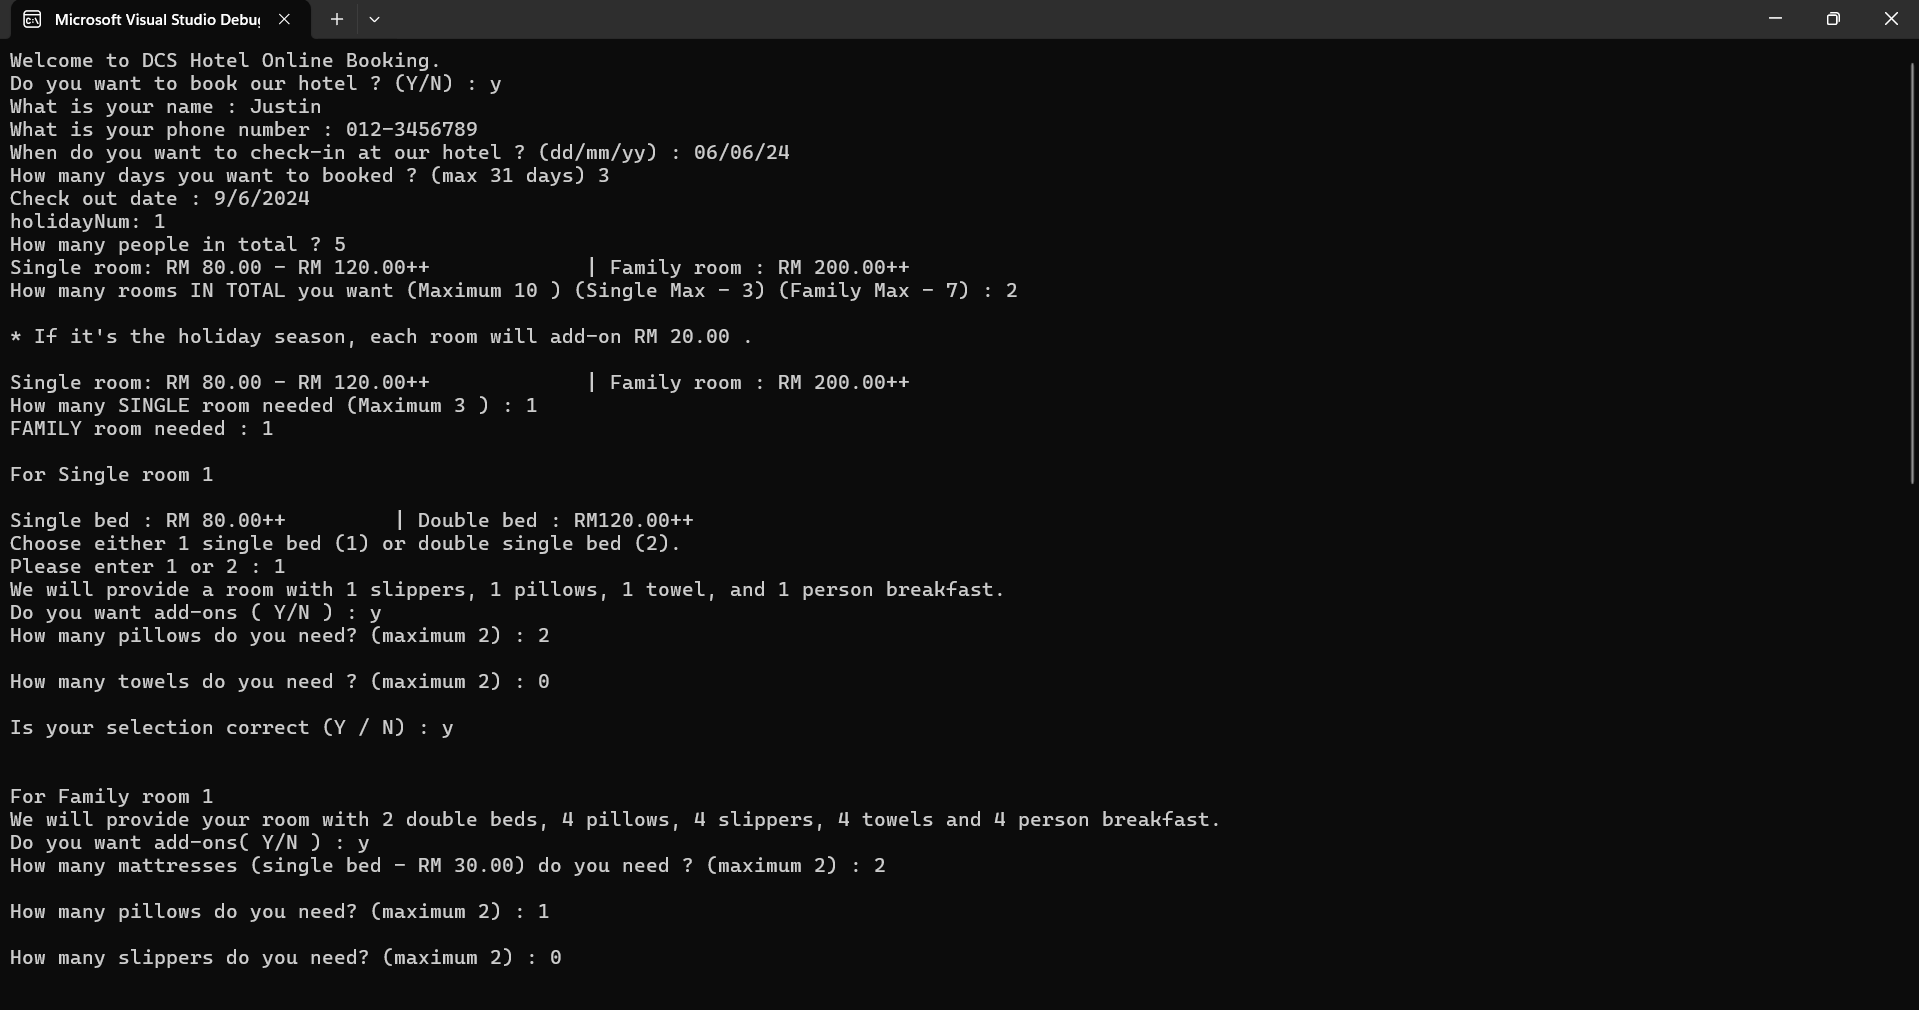 Microsoft Visual Studio Debug
Welcome to DCS Hotel Online Booking.
Do you want to book our hotel ? (Y/N) : y
What is your name : Justin
What is your phone number : 012-3456789
When do you want to check-in at our hotel ? (dd/mm/yy) : 06/06/24
How many days you want to booked ? (max 31 days) 3
Check out date : 9/6/2024
holidayNum: 1
How many people in total ? 5
Single room: RM 80.00 - RM 120.00++ | Family room : RM 200.00++
How many rooms IN TOTAL you want (Maximum 10 ) (Single Max - 3) (Family Max - 7) : 2
* If it's the holiday season, each room will add-on RM 20.00 .
Single room: RM 80.00 - RM 120.00++ | Family room : RM 200.00++
How many SINGLE room needed (Maximum 3 ) : 1
FAMILY room needed : 1
For Single room 1
Single bed : RM 80.00++ | Double bed : RM120.00++
Choose either 1 single bed (1) or double single bed (2).
Please enter 1 or 2 : 1
We will provide a room with 1 slippers, 1 pillows, 1 towel, and 1 person breakfast.
Do you want add-ons ( Y/N ) : y
How many pillows do you need? (maximum 2) : 2
How many towels do you need ? (maximum 2) : 0
Is your selection correct (Y / N) : y
For Family room 1
We will provide your room with 2 double beds, 4 pillows, 4 slippers, 4 towels and 4 person breakfast.
Do you want add-ons( Y/N ) : y
How many mattresses (single bed - RM 30.00) do you need ? (maximum 2) : 2
How many pillows do you need? (maximum 2) : 1
How many slippers do you need? (maximum 2) : 0